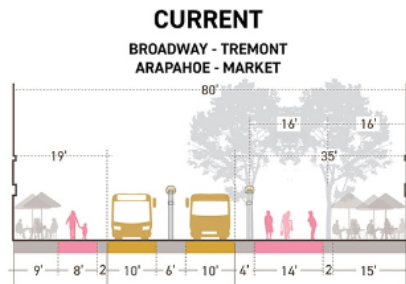 CURRENT
BROADWAY - TREMONT
ARAPAHOE - MARKET
80'
16' 16'
19' 35'
9' 8' 2 10' 6' 10' 4' 14' 2 15'